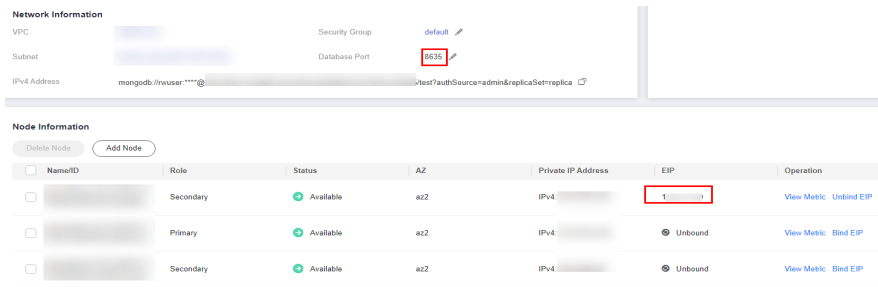 Network Information
VPC Security Group default
Subnet Database Port 8635
IPv4 Address mongodb://rwuser:****@ /test?authSource=admin&replicaSet=replica
Node Information
Delete Node Add Node
Name/ID Role Status AZ Private IP Address EIP Operation
Secondary Available az2 IPv4: 1 View Metric Unbind EIP
Primary Available az2 IPv4: Unbound View Metric Bind EIP
Secondary Available az2 IPv4: Unbound View Metric Bind EIP